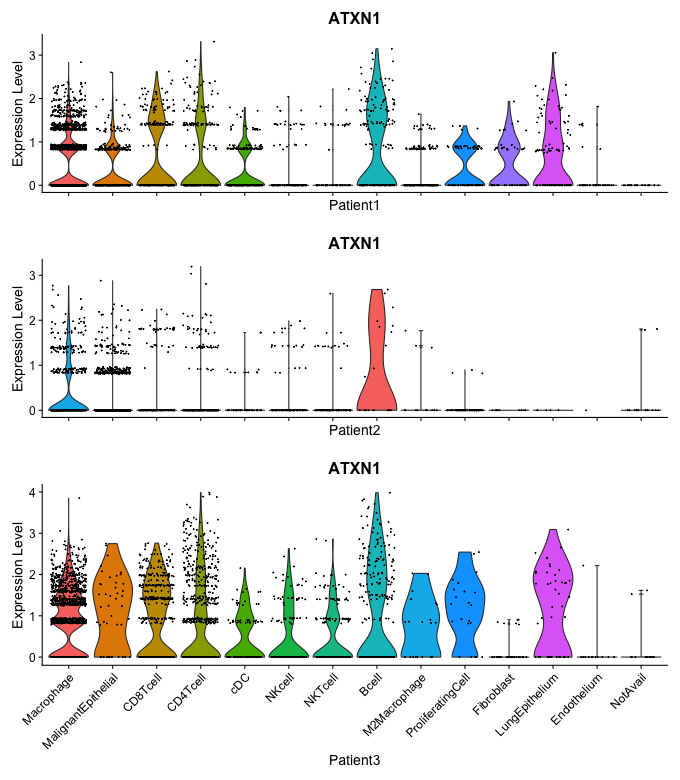 ATXN1
Expression Level
3
2
1
0
Patient1
ATXN1
Expression Level
3
2
1
0
Patient2
ATXN1
Expression Level
4
3
2
1
0
Macrophage
MalignantEpithelial
CD8Tcell
CD4Tcell
cDC
NKcell
NKTcell
Bcell
M2Macrophage
ProliferatingCell
Fibroblast
LungEpithelium
Endothelium
NotAvail
Patient3